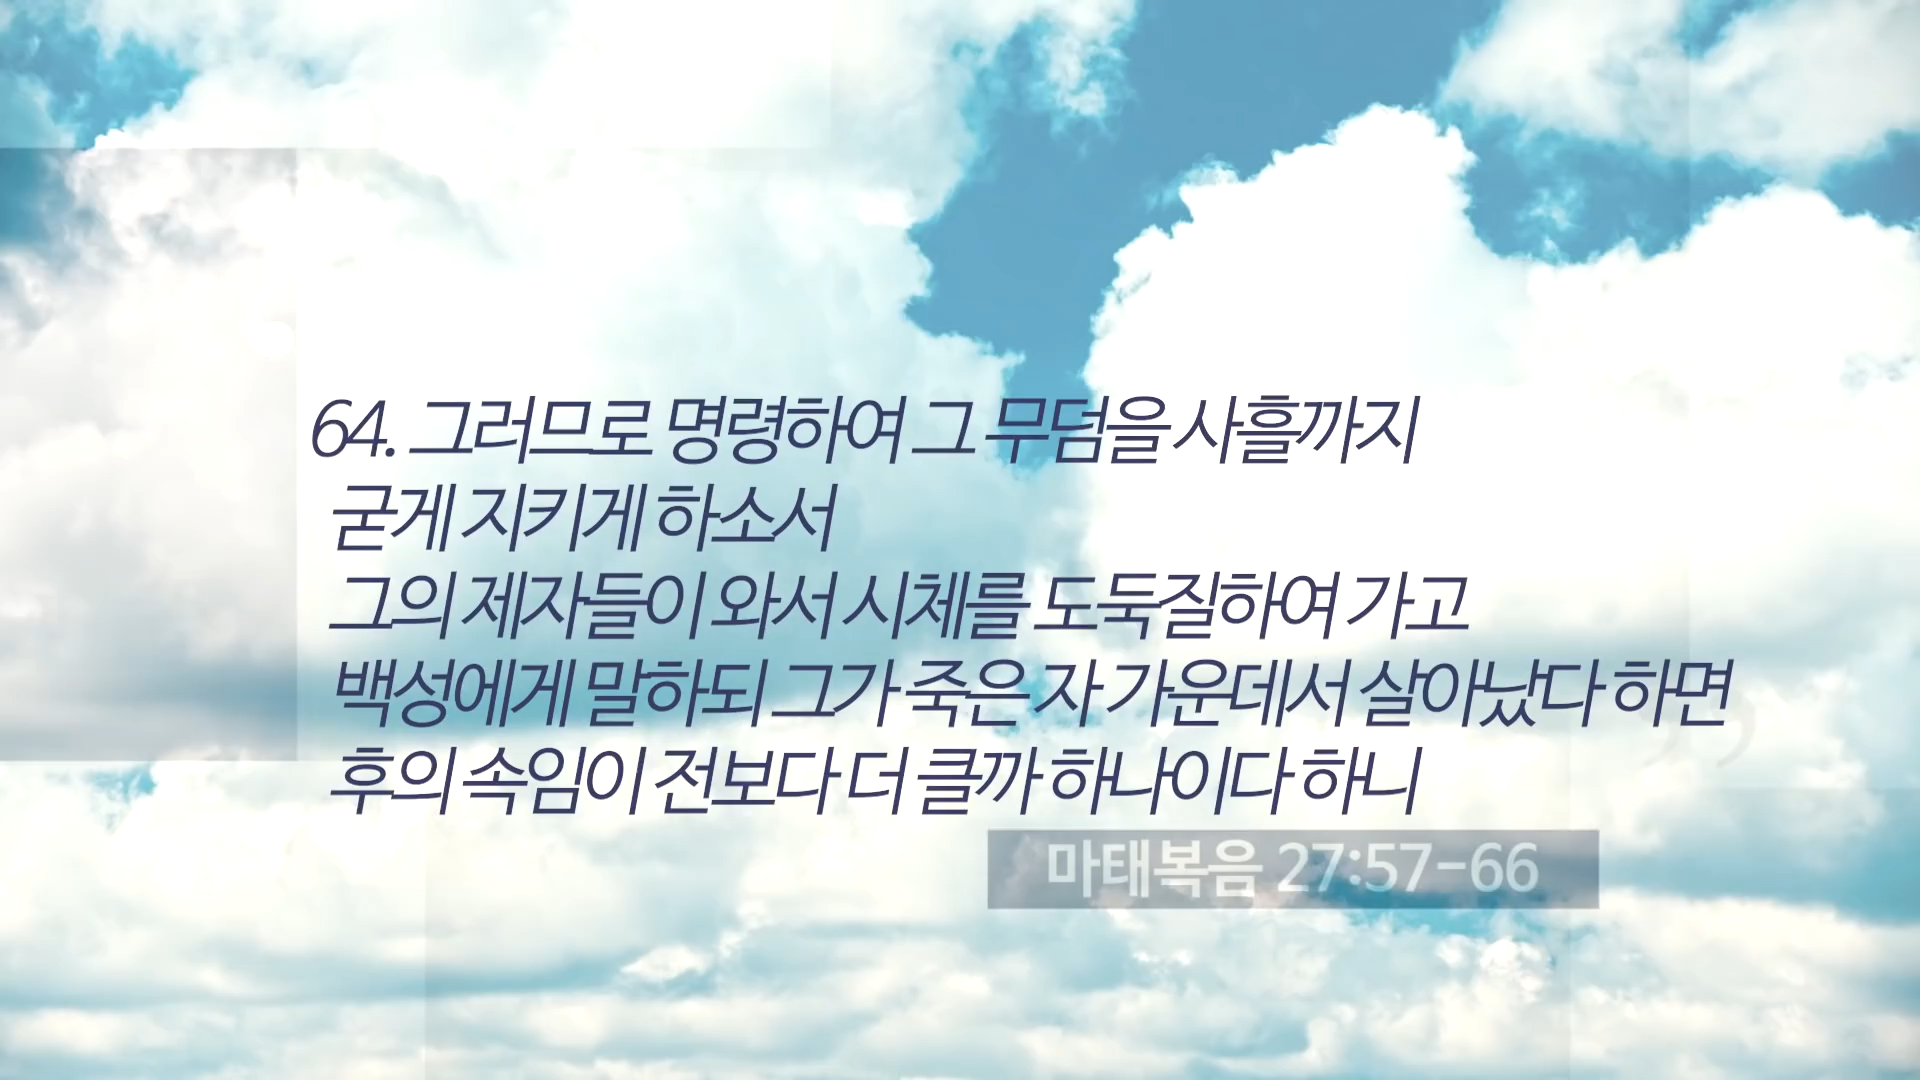 64. 그러므로 명령하여 그 무덤을 사흘까지
굳게 지키게 하소서
그의 제자들이 와서 시체를 도둑질하여 가고
백성에게 말하되 그가 죽은 자 가운데서 살아났다 하면
후의 속임이 전보다 더 클까 하나이다 하니
마태복음 27:57-66